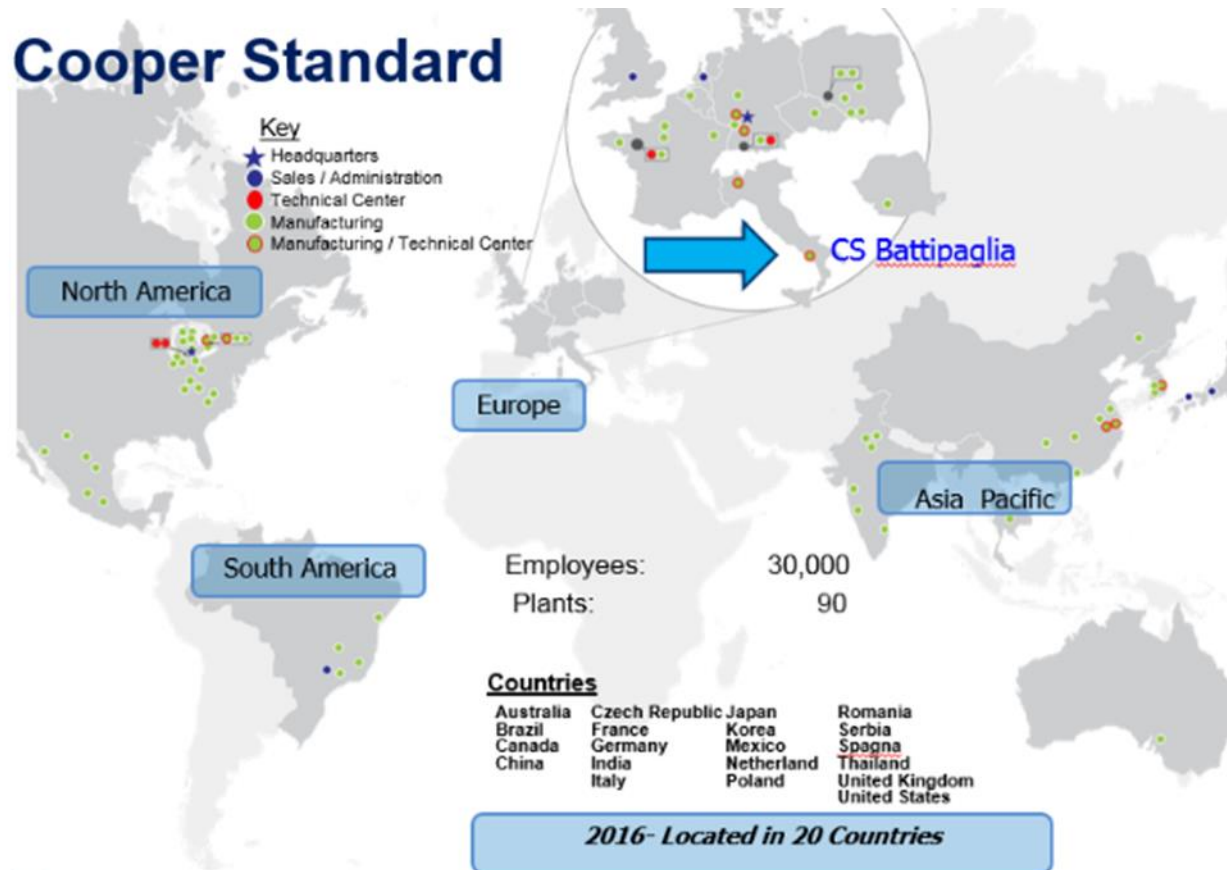 Cooper Standard
Key
Headquarters
Sales / Administration
Technical Center
Manufacturing
Manufacturing / Technical Center
CS Battipaglia
North America
Europe
Asia Pacific
South America
Employees: 30,000
Plants: 90
Countries
Australia Czech Republic Japan Romania
Brazil France Korea Serbia
Canada Germany Mexico Spagna
China India Netherland Thailand
Italy Poland United Kingdom
United States
2016- Located in 20 Countries